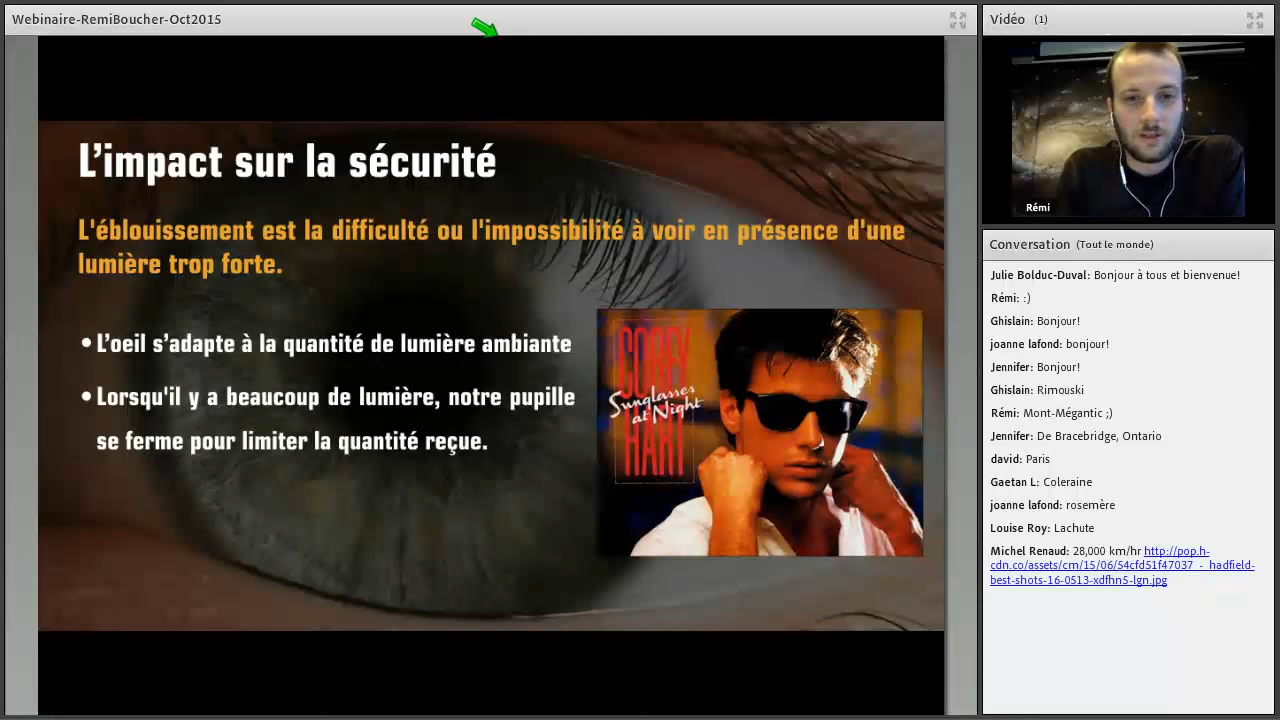 Webinaire-RemiBoucher-Oct2015
L’impact sur la sécurité
L'éblouissement est la difficulté ou l'impossibilité à voir en présence d'une
lumière trop forte.
• L’oeil s’adapte à la quantité de lumière ambiante
• Lorsqu'il y a beaucoup de lumière, notre pupille
se ferme pour limiter la quantité reçue.
COREY
Sunglasses
at Night
HART
Vidéo (1)
Rémi
Conversation (Tout le monde)
Julie Bolduc-Duval: Bonjour à tous et bienvenue!
Rémi: :)
Ghislain: Bonjour!
joanne lafond: bonjour!
Jennifer: Bonjour!
Ghislain: Rimouski
Rémi: Mont-Mégantic ;)
Jennifer: De Bracebridge, Ontario
david: Paris
Gaetan L: Coleraine
joanne lafond: rosemère
Louise Roy: Lachute
Michel Renaud: 28,000 km/hr http://pop.h-
cdn.co/assets/cm/15/06/54cfd51f47037_-_hadfield-
best-shots-16-0513-xdfhn5-lgn.jpg